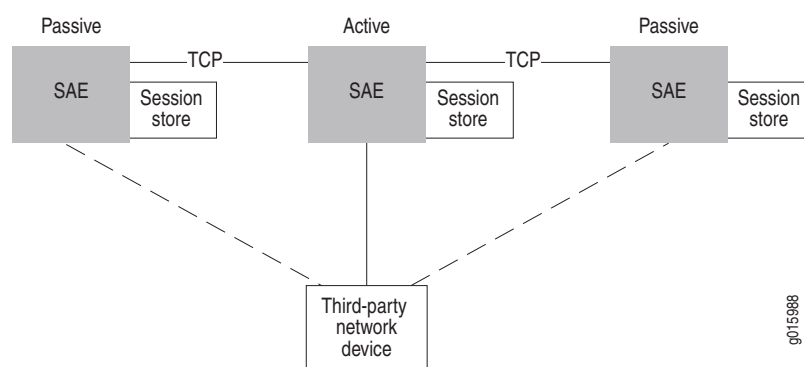 Passive
Active
Passive
TCP
TCP
SAE
Session
store
SAE
Session
store
SAE
Session
store
Third-party
network
device
g015988